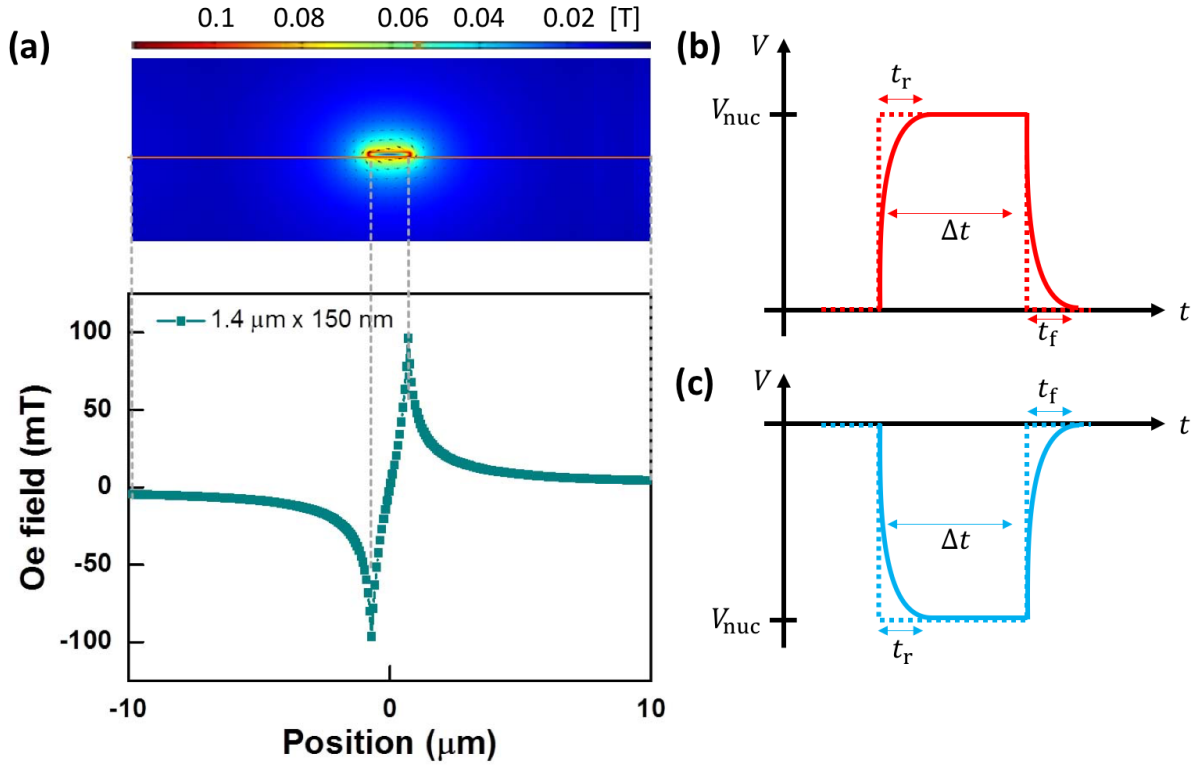 0.1 0.08 0.06 0.04 0.02 [T]
(a)
1.4 μm x 150 nm
100
50
0
-50
-100
Oe field (mT)
-10 0 10
Position (μm)
(b)
V
t_r
V_nuc
Δt
t_f
t
(c)
V
t_f
t
Δt
V_nuc
t_r